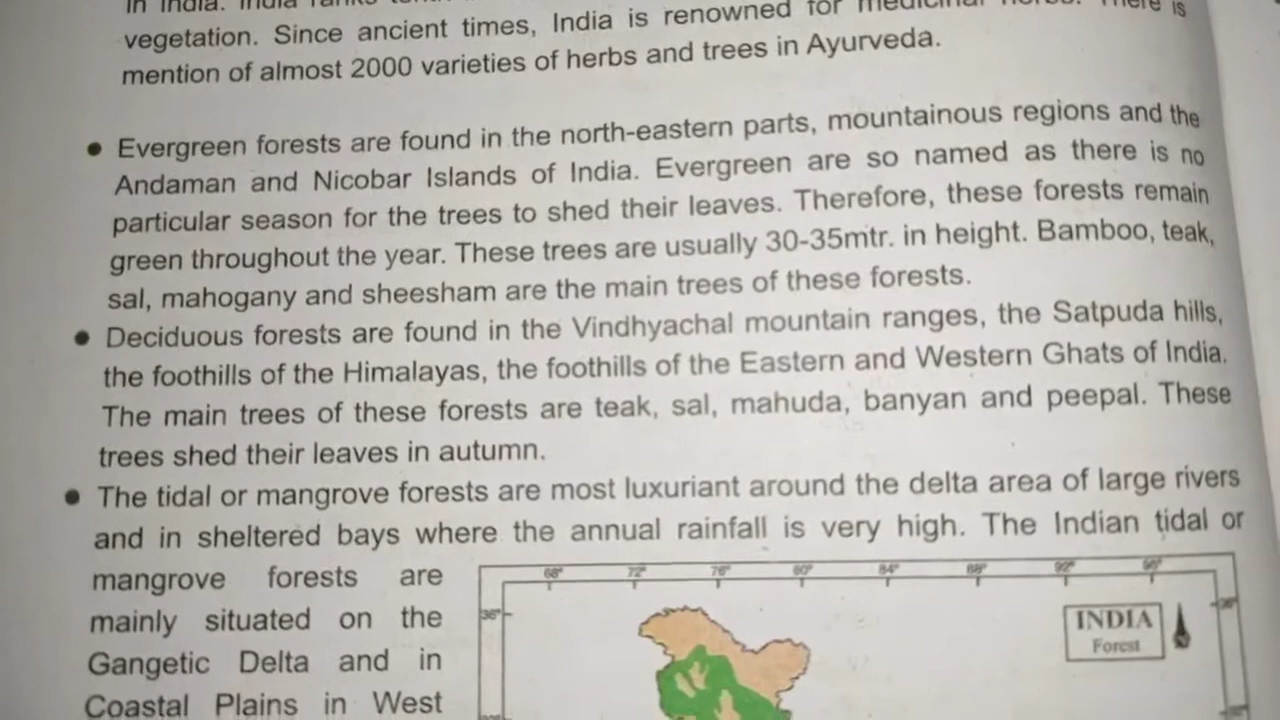 in India. India ranks
vegetation. Since ancient times, India is renowned for medicinal herbs. There is
mention of almost 2000 varieties of herbs and trees in Ayurveda.
• Evergreen forests are found in the north-eastern parts, mountainous regions and the
Andaman and Nicobar Islands of India. Evergreen are so named as there is no
particular season for the trees to shed their leaves. Therefore, these forests remain
green throughout the year. These trees are usually 30-35mtr. in height. Bamboo, teak,
sal, mahogany and sheesham are the main trees of these forests.
• Deciduous forests are found in the Vindhyachal mountain ranges, the Satpuda hills,
the foothills of the Himalayas, the foothills of the Eastern and Western Ghats of India.
The main trees of these forests are teak, sal, mahuda, banyan and peepal. These
trees shed their leaves in autumn.
• The tidal or mangrove forests are most luxuriant around the delta area of large rivers
and in sheltered bays where the annual rainfall is very high. The Indian tidal or
mangrove forests are
mainly situated on the
Gangetic Delta and in
Coastal Plains in West
68° 72° 76° 80° 84° 88° 92° 96°
36° 36°
INDIA
Forest